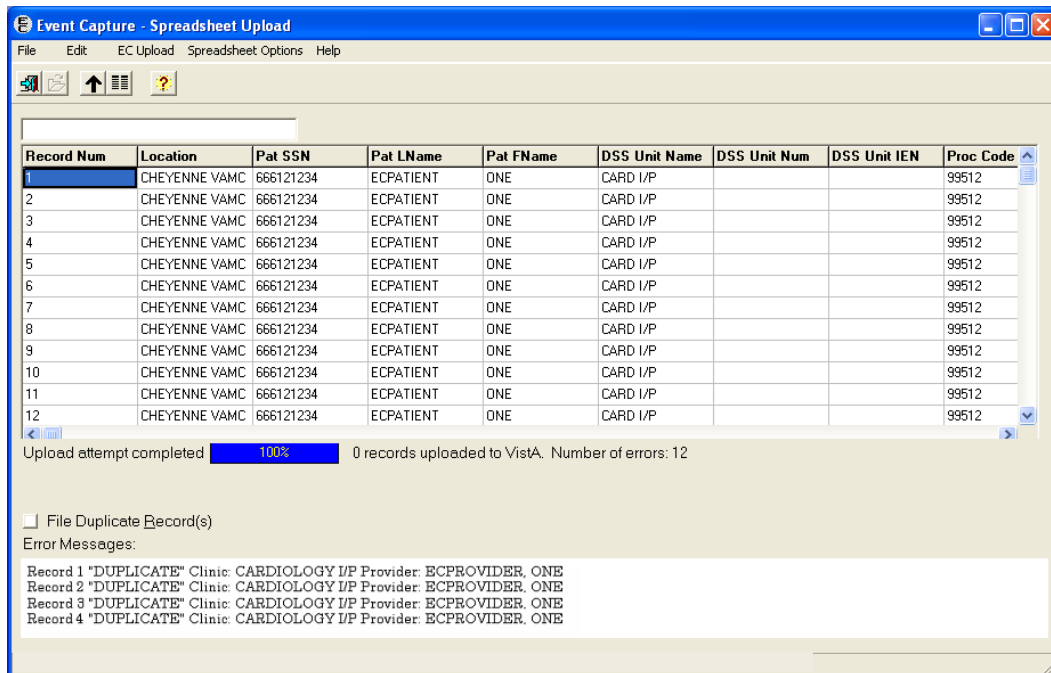 Event Capture - Spreadsheet Upload
File Edit EC Upload Spreadsheet Options Help
Record Num Location Pat SSN Pat LName Pat FName DSS Unit Name DSS Unit Num DSS Unit IEN Proc Code
1 CHEYENNE VAMC 666121234 ECPATIENT ONE CARD I/P 99512
2 CHEYENNE VAMC 666121234 ECPATIENT ONE CARD I/P 99512
3 CHEYENNE VAMC 666121234 ECPATIENT ONE CARD I/P 99512
4 CHEYENNE VAMC 666121234 ECPATIENT ONE CARD I/P 99512
5 CHEYENNE VAMC 666121234 ECPATIENT ONE CARD I/P 99512
6 CHEYENNE VAMC 666121234 ECPATIENT ONE CARD I/P 99512
7 CHEYENNE VAMC 666121234 ECPATIENT ONE CARD I/P 99512
8 CHEYENNE VAMC 666121234 ECPATIENT ONE CARD I/P 99512
9 CHEYENNE VAMC 666121234 ECPATIENT ONE CARD I/P 99512
10 CHEYENNE VAMC 666121234 ECPATIENT ONE CARD I/P 99512
11 CHEYENNE VAMC 666121234 ECPATIENT ONE CARD I/P 99512
12 CHEYENNE VAMC 666121234 ECPATIENT ONE CARD I/P 99512
Upload attempt completed 100% 0 records uploaded to VistA. Number of errors: 12
File Duplicate Record(s)
Error Messages:
Record 1 "DUPLICATE" Clinic: CARDIOLOGY I/P Provider: ECPROVIDER, ONE
Record 2 "DUPLICATE" Clinic: CARDIOLOGY I/P Provider: ECPROVIDER, ONE
Record 3 "DUPLICATE" Clinic: CARDIOLOGY I/P Provider: ECPROVIDER, ONE
Record 4 "DUPLICATE" Clinic: CARDIOLOGY I/P Provider: ECPROVIDER, ONE